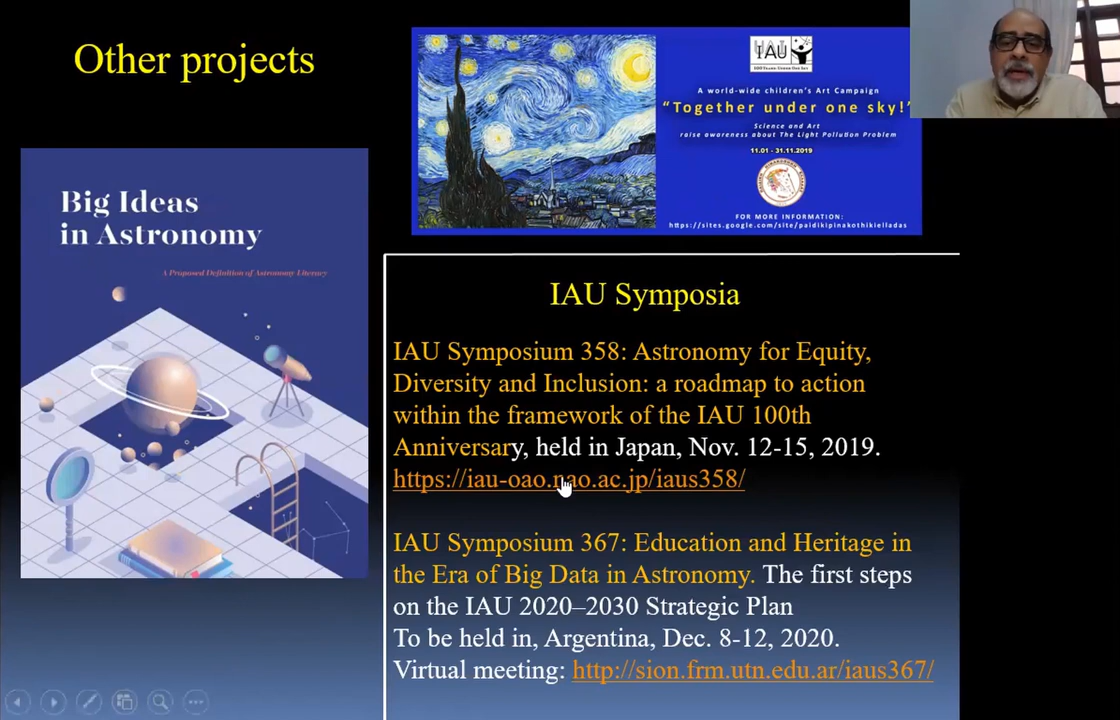 Other projects
Big Ideas
in Astronomy
A Proposed Definition of Astronomy Literacy
IAU
100 YEARS: UNDER ONE SKY
A world-wide children's Art Campaign
"Together under one sky!"
Science and Art
raise awareness about The Light Pollution Problem
11.01 - 31.11.2019
FOR MORE INFORMATION:
https://sites.google.com/site/paidikipinakothikielladas
IAU Symposia
IAU Symposium 358: Astronomy for Equity,
Diversity and Inclusion: a roadmap to action
within the framework of the IAU 100th
Anniversary, held in Japan, Nov. 12-15, 2019.
https://iau-oao.nao.ac.jp/iaus358/
IAU Symposium 367: Education and Heritage in
the Era of Big Data in Astronomy. The first steps
on the IAU 2020–2030 Strategic Plan
To be held in, Argentina, Dec. 8-12, 2020.
Virtual meeting: http://sion.frm.utn.edu.ar/iaus367/